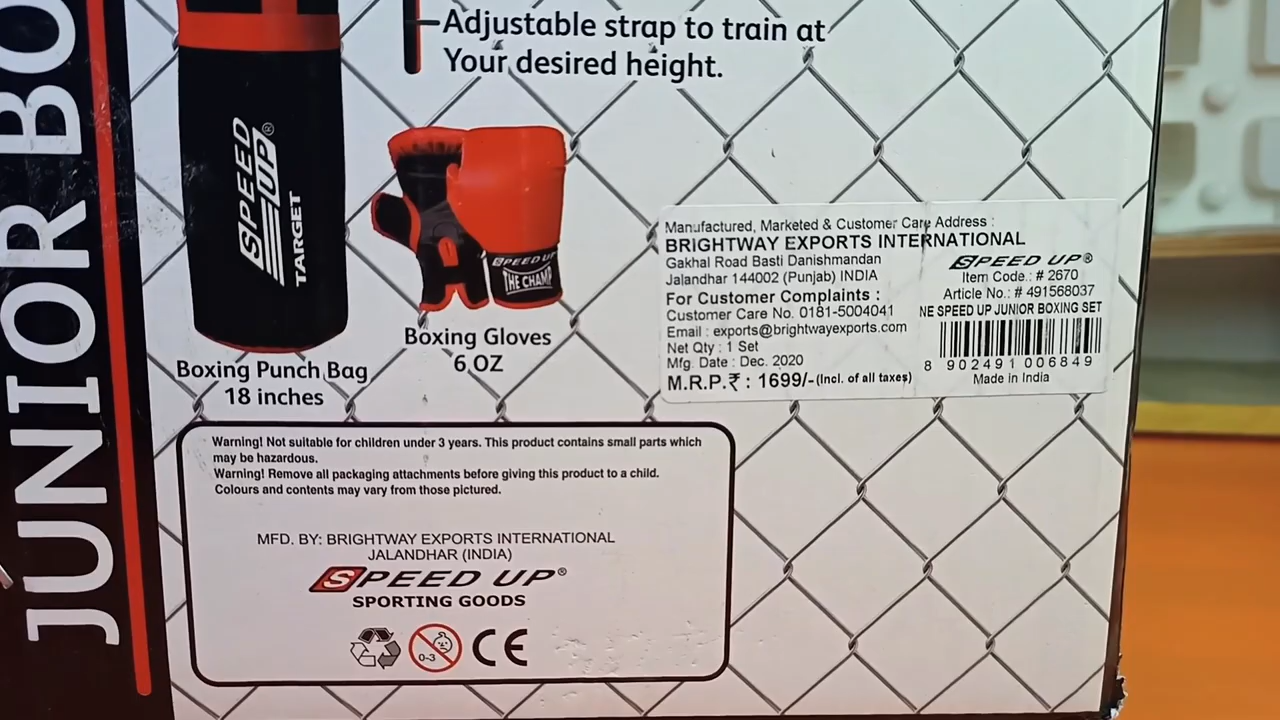 JUNIOR BO
Adjustable strap to train at
Your desired height.
SPEED
UP®
TARGET
SPEED UP
THE CHAMP
Boxing Gloves
6 OZ
Boxing Punch Bag
18 inches
Manufactured, Marketed & Customer Care Address :
BRIGHTWAY EXPORTS INTERNATIONAL
Gakhal Road Basti Danishmandan
Jalandhar 144002 (Punjab) INDIA
For Customer Complaints :
Customer Care No. 0181-5004041
Email : exports@brightwayexports.com
Net Qty : 1 Set
Mfg. Date : Dec. 2020
M.R.P.₹ : 1699/-(Incl. of all taxes)
SPEED UP®
Item Code.: # 2670
Article No.: # 491568037
NE SPEED UP JUNIOR BOXING SET
8 902491 006849
Made in India
Warning! Not suitable for children under 3 years. This product contains small parts which
may be hazardous.
Warning! Remove all packaging attachments before giving this product to a child.
Colours and contents may vary from those pictured.
MFD. BY: BRIGHTWAY EXPORTS INTERNATIONAL
JALANDHAR (INDIA)
SPEED UP®
SPORTING GOODS
0-3
CE